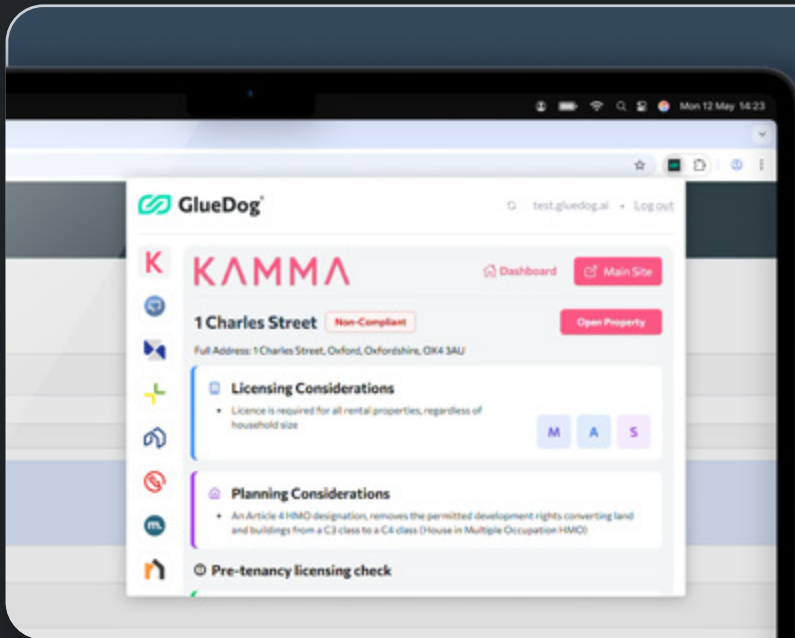 Mon 12 May 14:23
GlueDog
test.gluedog.ai • Log out
K
KAMMA
Dashboard
Main Site
1 Charles Street
Non-Compliant
Open Property
Full Address: 1 Charles Street, Oxford, Oxfordshire, OX4 3AU
Licensing Considerations
• Licence is required for all rental properties, regardless of
household size
M A S
Planning Considerations
• An Article 4 HMO designation, removes the permitted development rights converting land
and buildings from a C3 class to a C4 class (House in Multiple Occupation HMO)
m.
Pre-tenancy licensing check